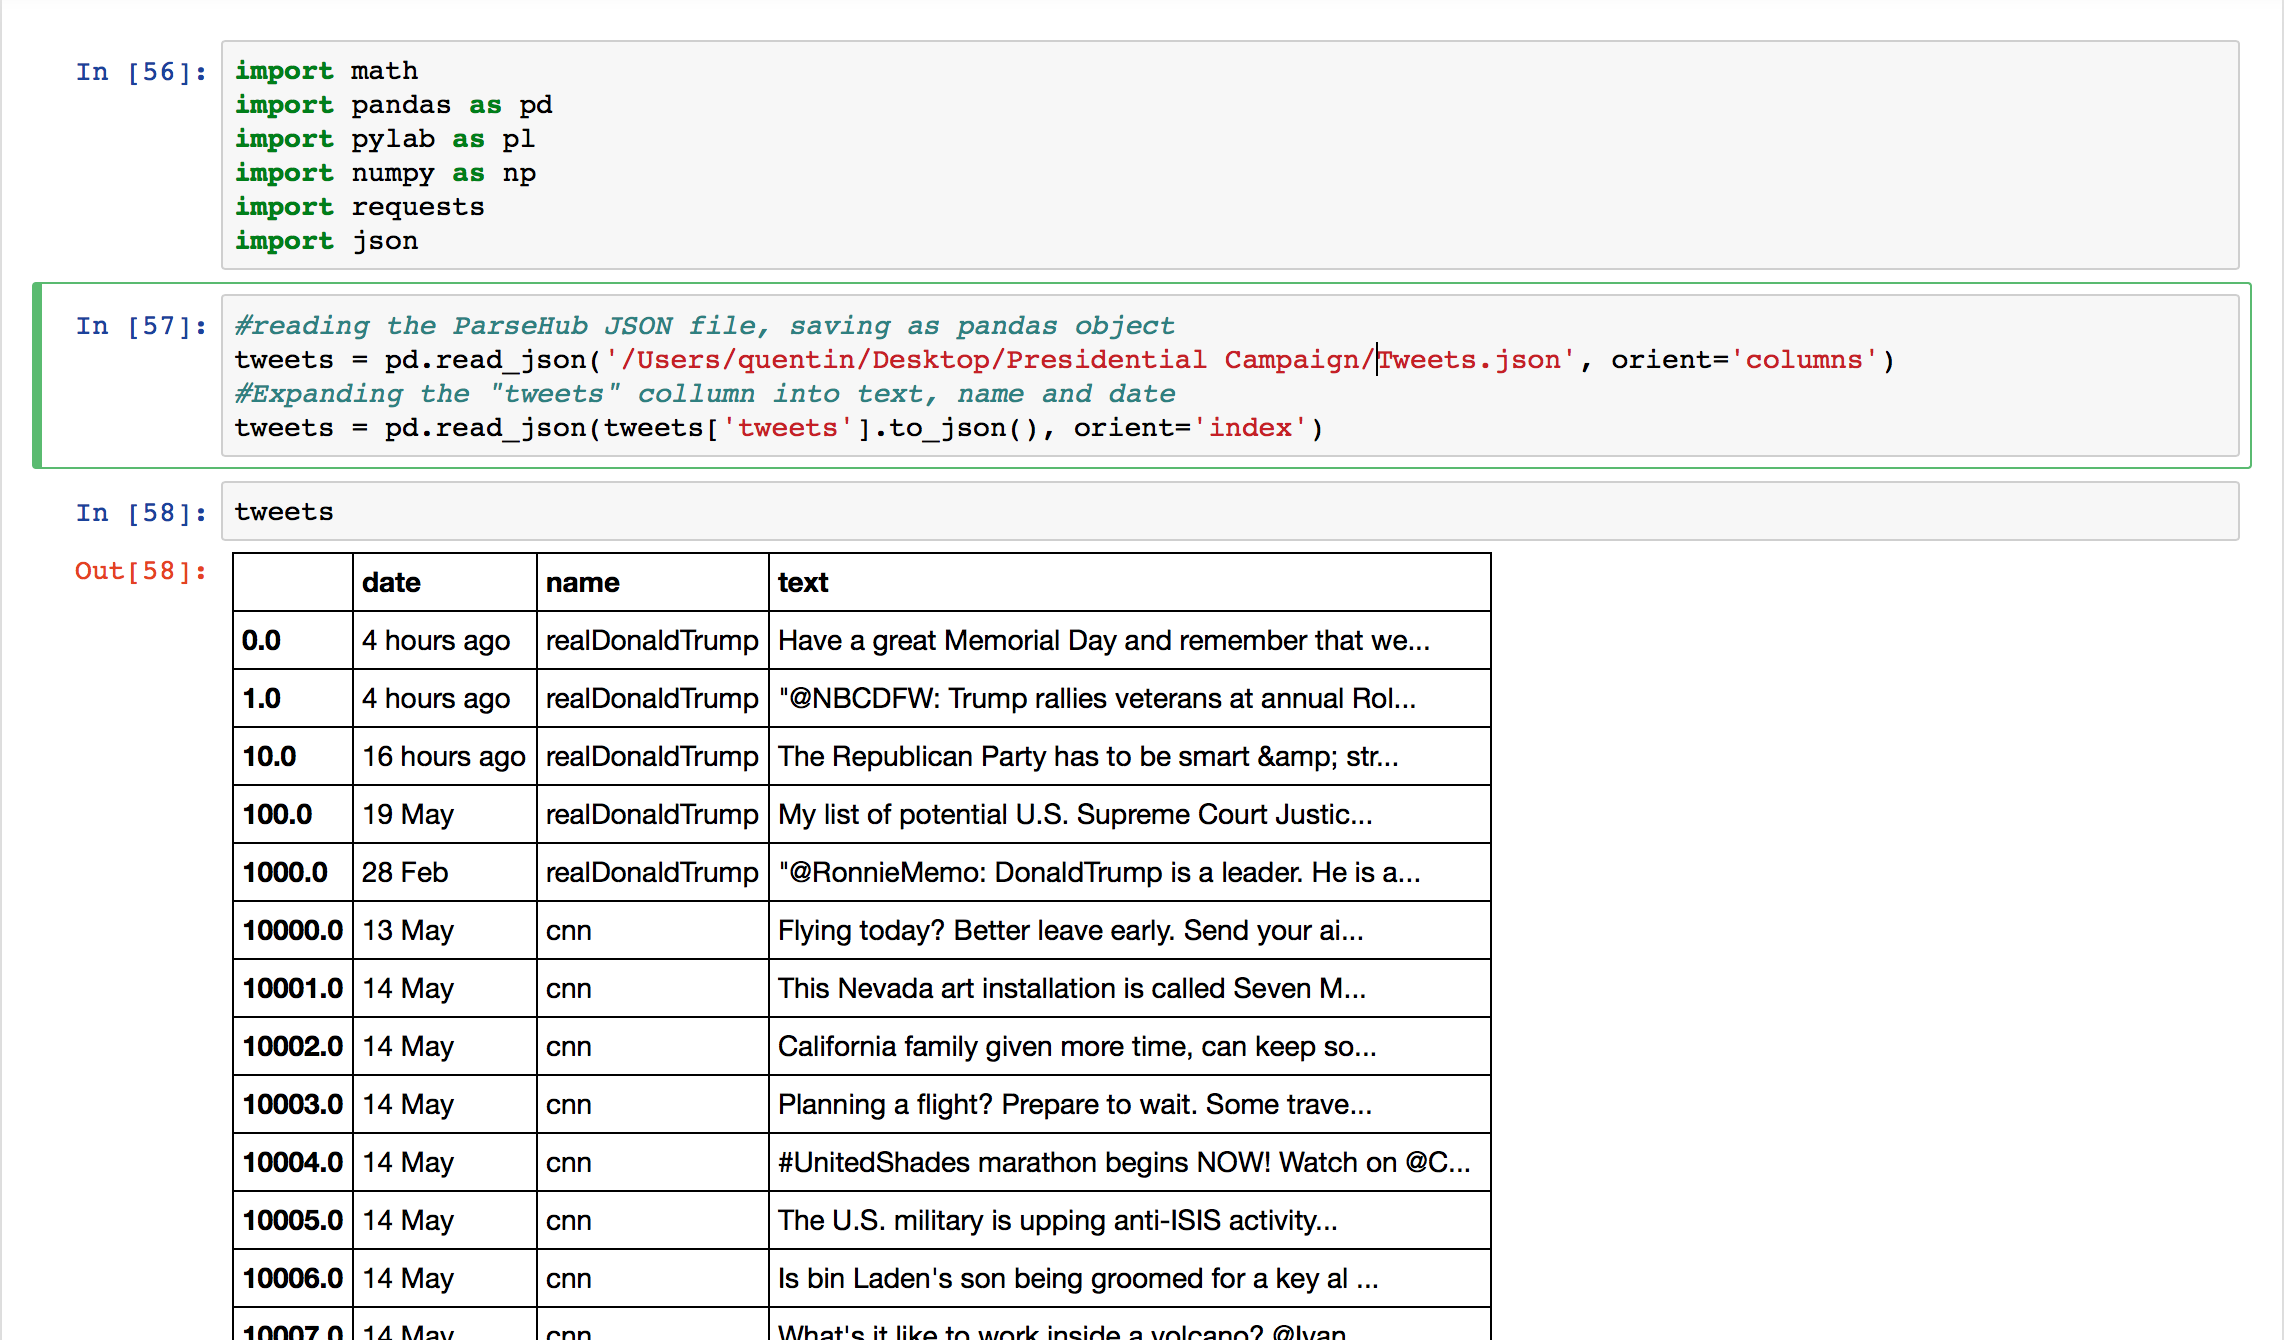 In [56]:
import math
import pandas as pd
import pylab as pl
import numpy as np
import requests
import json
In [57]:
#reading the ParseHub JSON file, saving as pandas object
tweets = pd.read_json('/Users/quentin/Desktop/Presidential Campaign/Tweets.json', orient='columns')
#Expanding the "tweets" collumn into text, name and date
tweets = pd.read_json(tweets['tweets'].to_json(), orient='index')
In [58]:
tweets
Out[58]:
date name text
0.0 4 hours ago realDonaldTrump Have a great Memorial Day and remember that we...
1.0 4 hours ago realDonaldTrump "@NBCDFW: Trump rallies veterans at annual Rol...
10.0 16 hours ago realDonaldTrump The Republican Party has to be smart &amp; str...
100.0 19 May realDonaldTrump My list of potential U.S. Supreme Court Justic...
1000.0 28 Feb realDonaldTrump "@RonnieMemo: DonaldTrump is a leader. He is a...
10000.0 13 May cnn Flying today? Better leave early. Send your ai...
10001.0 14 May cnn This Nevada art installation is called Seven M...
10002.0 14 May cnn California family given more time, can keep so...
10003.0 14 May cnn Planning a flight? Prepare to wait. Some trave...
10004.0 14 May cnn #UnitedShades marathon begins NOW! Watch on @C...
10005.0 14 May cnn The U.S. military is upping anti-ISIS activity...
10006.0 14 May cnn Is bin Laden's son being groomed for a key al ...
10007.0 14 May cnn What's it like to work inside a volcano? @Ivan